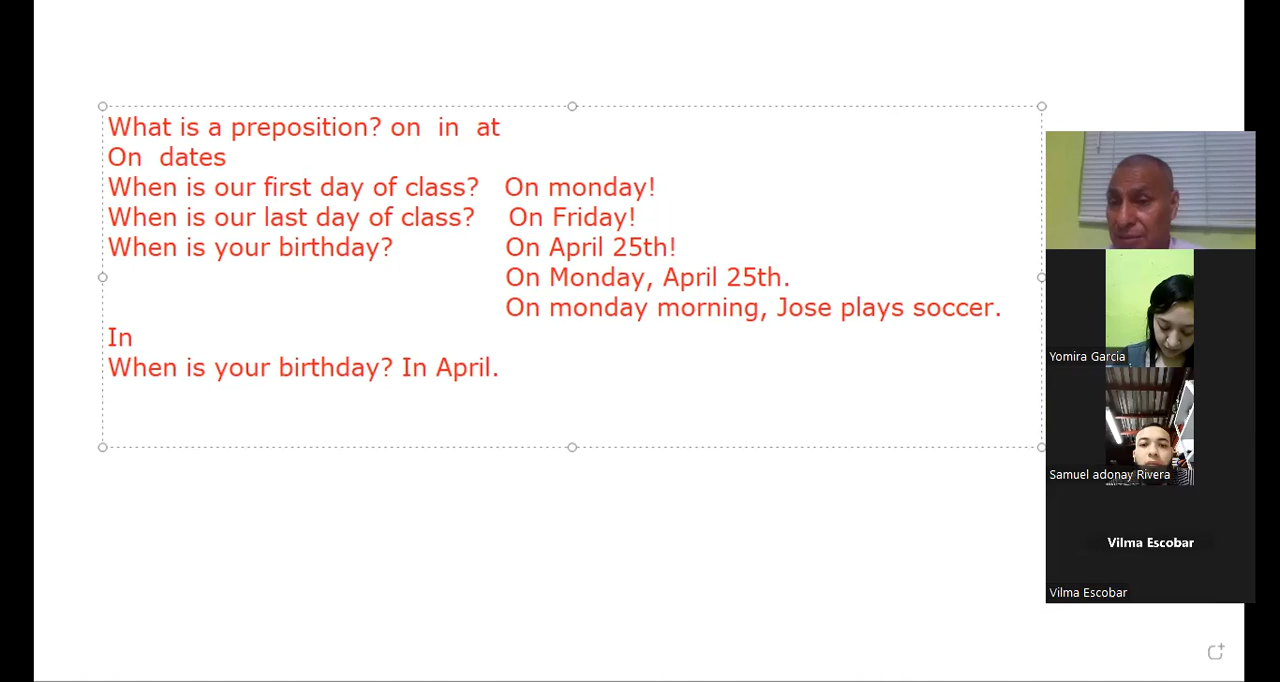 What is a preposition? on in at
On dates
When is our first day of class? On monday!
When is our last day of class? On Friday!
When is your birthday? On April 25th!
On Monday, April 25th.
On monday morning, Jose plays soccer.
In
When is your birthday? In April.
Yomira Garcia
Samuel adonay Rivera
Vilma Escobar
Vilma Escobar